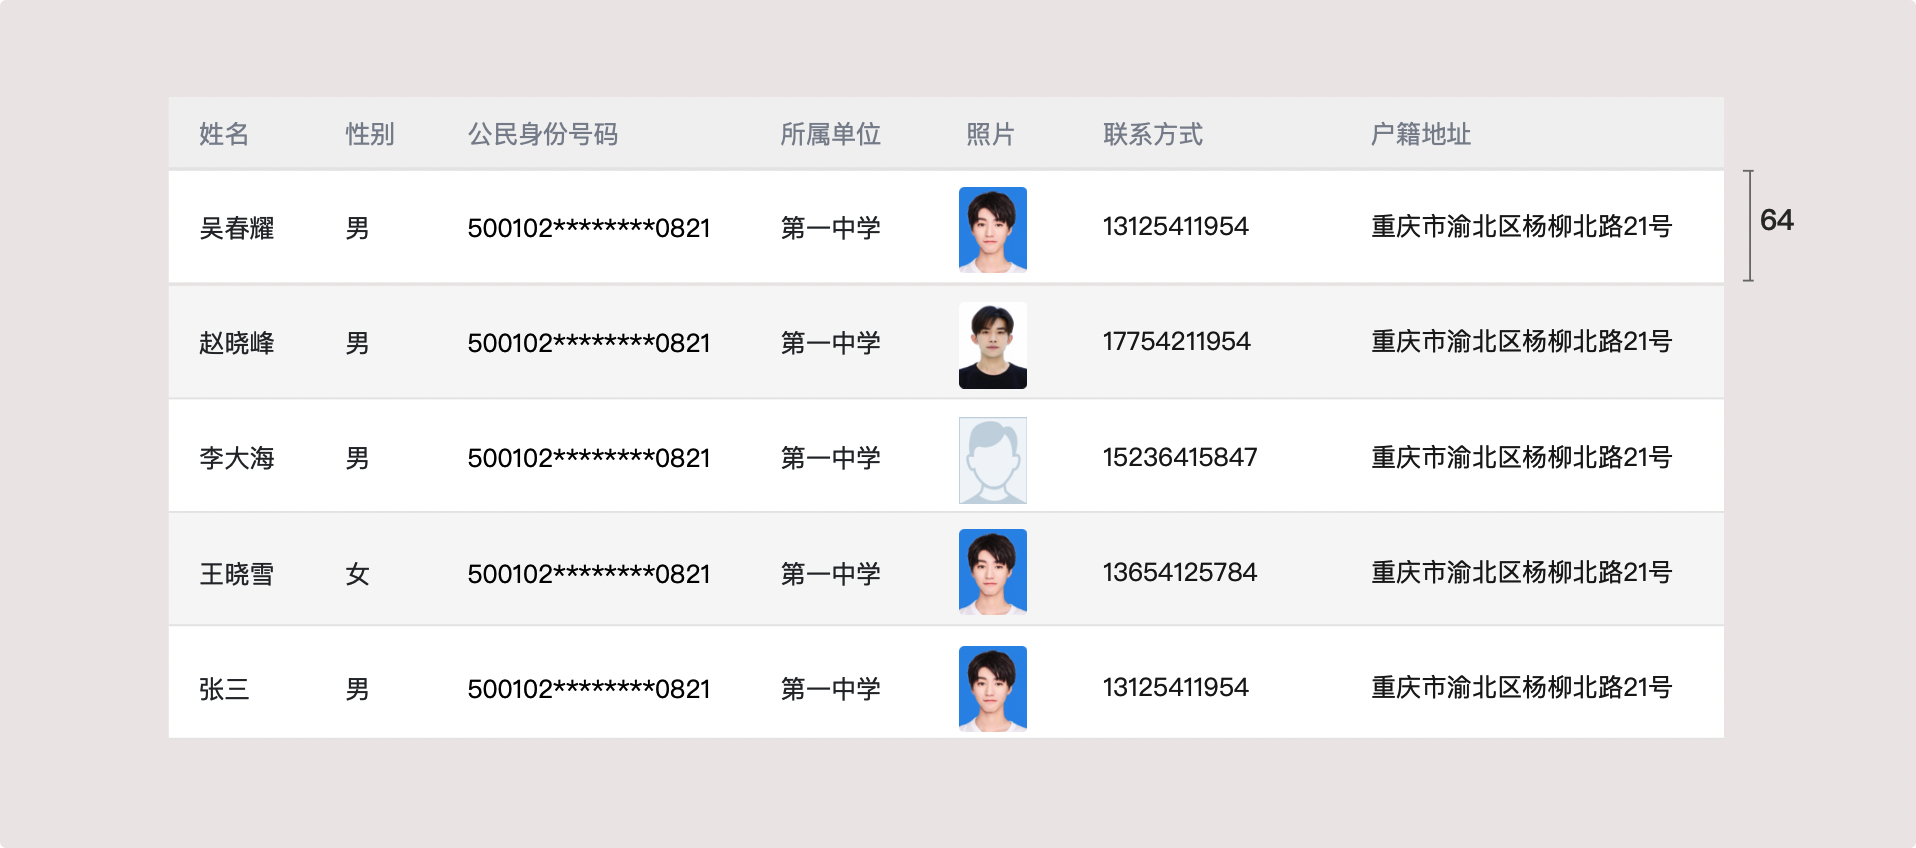 姓名 性别 公民身份号码 所属单位 照片 联系方式 户籍地址
吴春耀 男 500102********0821 第一中学 13125411954 重庆市渝北区杨柳北路21号
64
赵晓峰 男 500102********0821 第一中学 17754211954 重庆市渝北区杨柳北路21号
李大海 男 500102********0821 第一中学 15236415847 重庆市渝北区杨柳北路21号
王晓雪 女 500102********0821 第一中学 13654125784 重庆市渝北区杨柳北路21号
张三 男 500102********0821 第一中学 13125411954 重庆市渝北区杨柳北路21号